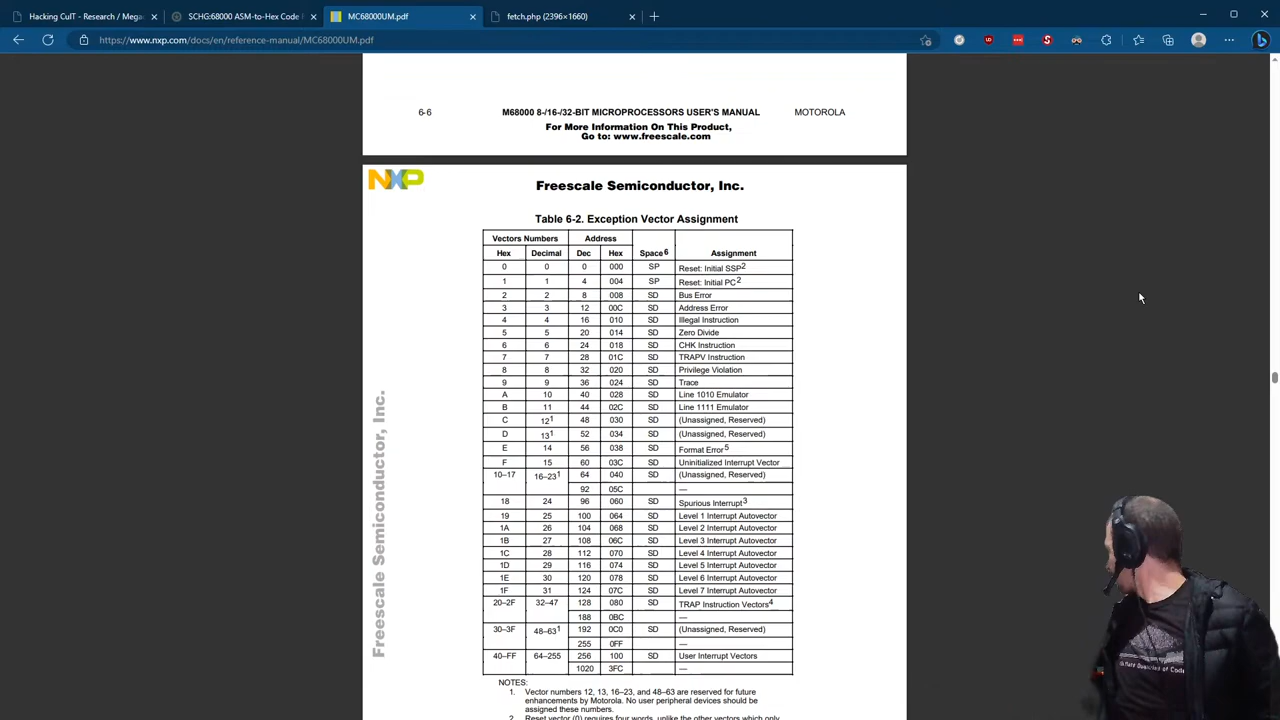 Hacking CuIT - Research / Megad
SCHG:68000 ASM-to-Hex Code
MC68000UM.pdf
fetch.php (2396×1660)
https://www.nxp.com/docs/en/reference-manual/MC68000UM.pdf
6-6 M68000 8-/16-/32-BIT MICROPROCESSORS USER'S MANUAL MOTOROLA
For More Information On This Product,
Go to: www.freescale.com
NXP
Freescale Semiconductor, Inc.
Freescale Semiconductor, Inc.
Table 6-2. Exception Vector Assignment
Vectors Numbers Address
Hex Decimal Dec Hex Space6 Assignment
0 0 0 000 SP Reset: Initial SSP2
1 1 4 004 SP Reset: Initial PC2
2 2 8 008 SD Bus Error
3 3 12 00C SD Address Error
4 4 16 010 SD Illegal Instruction
5 5 20 014 SD Zero Divide
6 6 24 018 SD CHK Instruction
7 7 28 01C SD TRAPV Instruction
8 8 32 020 SD Privilege Violation
9 9 36 024 SD Trace
A 10 40 028 SD Line 1010 Emulator
B 11 44 02C SD Line 1111 Emulator
C 121 48 030 SD (Unassigned, Reserved)
D 131 52 034 SD (Unassigned, Reserved)
E 14 56 038 SD Format Error5
F 15 60 03C SD Uninitialized Interrupt Vector
10–17 16–231 64 040 SD (Unassigned, Reserved)
92 05C —
18 24 96 060 SD Spurious Interrupt3
19 25 100 064 SD Level 1 Interrupt Autovector
1A 26 104 068 SD Level 2 Interrupt Autovector
1B 27 108 06C SD Level 3 Interrupt Autovector
1C 28 112 070 SD Level 4 Interrupt Autovector
1D 29 116 074 SD Level 5 Interrupt Autovector
1E 30 120 078 SD Level 6 Interrupt Autovector
1F 31 124 07C SD Level 7 Interrupt Autovector
20–2F 32–47 128 080 SD TRAP Instruction Vectors4
188 0BC —
30–3F 48–631 192 0C0 SD (Unassigned, Reserved)
255 0FF —
40–FF 64–255 256 100 SD User Interrupt Vectors
1020 3FC —
NOTES:
1. Vector numbers 12, 13, 16–23, and 48–63 are reserved for future
enhancements by Motorola. No user peripheral devices should be
assigned these numbers.
2. Reset vector (0) requires four words, unlike the other vectors which only